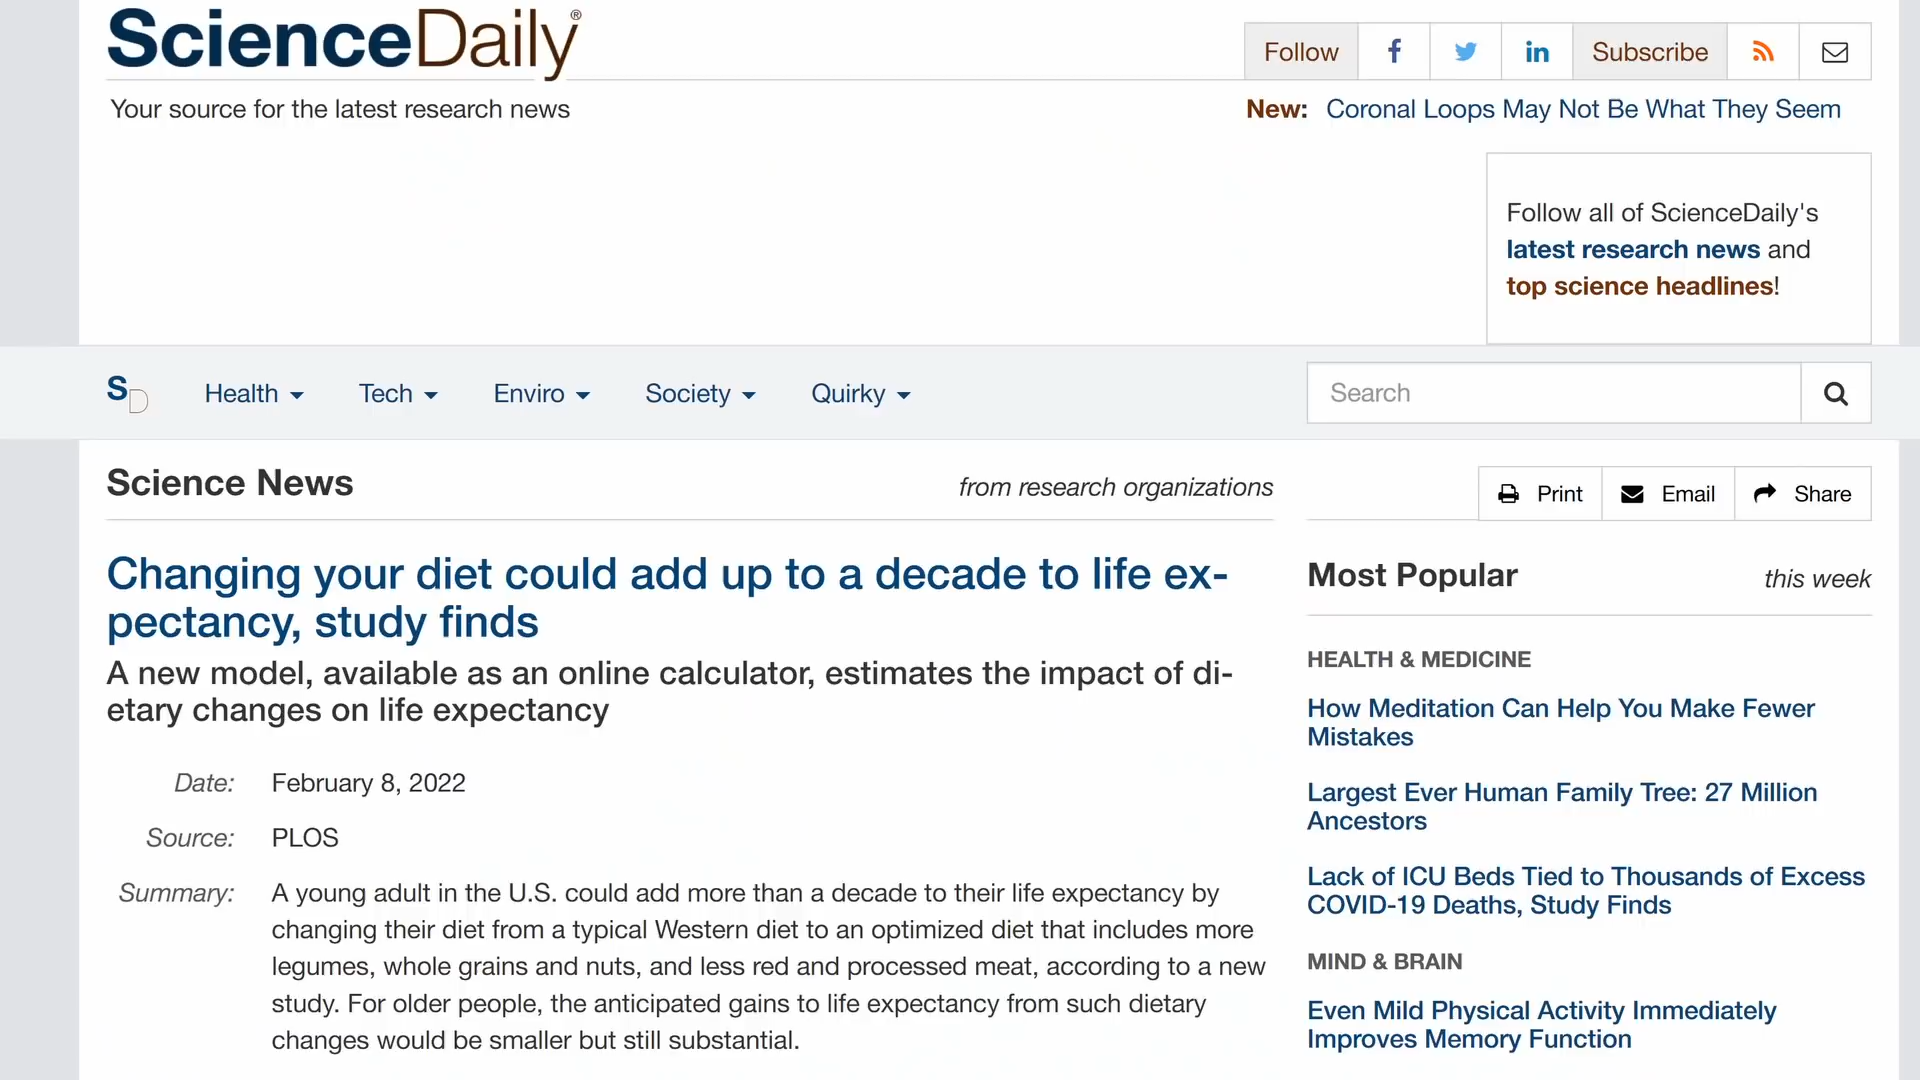 ScienceDaily®
Your source for the latest research news
Follow
Subscribe
New: Coronal Loops May Not Be What They Seem
Follow all of ScienceDaily's
latest research news and
top science headlines!
SD
Health
Tech
Enviro
Society
Quirky
Search
Science News
from research organizations
Print
Email
Share
Changing your diet could add up to a decade to life ex-
pectancy, study finds
A new model, available as an online calculator, estimates the impact of di-
etary changes on life expectancy
Date: February 8, 2022
Source: PLOS
Summary: A young adult in the U.S. could add more than a decade to their life expectancy by
changing their diet from a typical Western diet to an optimized diet that includes more
legumes, whole grains and nuts, and less red and processed meat, according to a new
study. For older people, the anticipated gains to life expectancy from such dietary
changes would be smaller but still substantial.
Most Popular
this week
HEALTH & MEDICINE
How Meditation Can Help You Make Fewer
Mistakes
Largest Ever Human Family Tree: 27 Million
Ancestors
Lack of ICU Beds Tied to Thousands of Excess
COVID-19 Deaths, Study Finds
MIND & BRAIN
Even Mild Physical Activity Immediately
Improves Memory Function